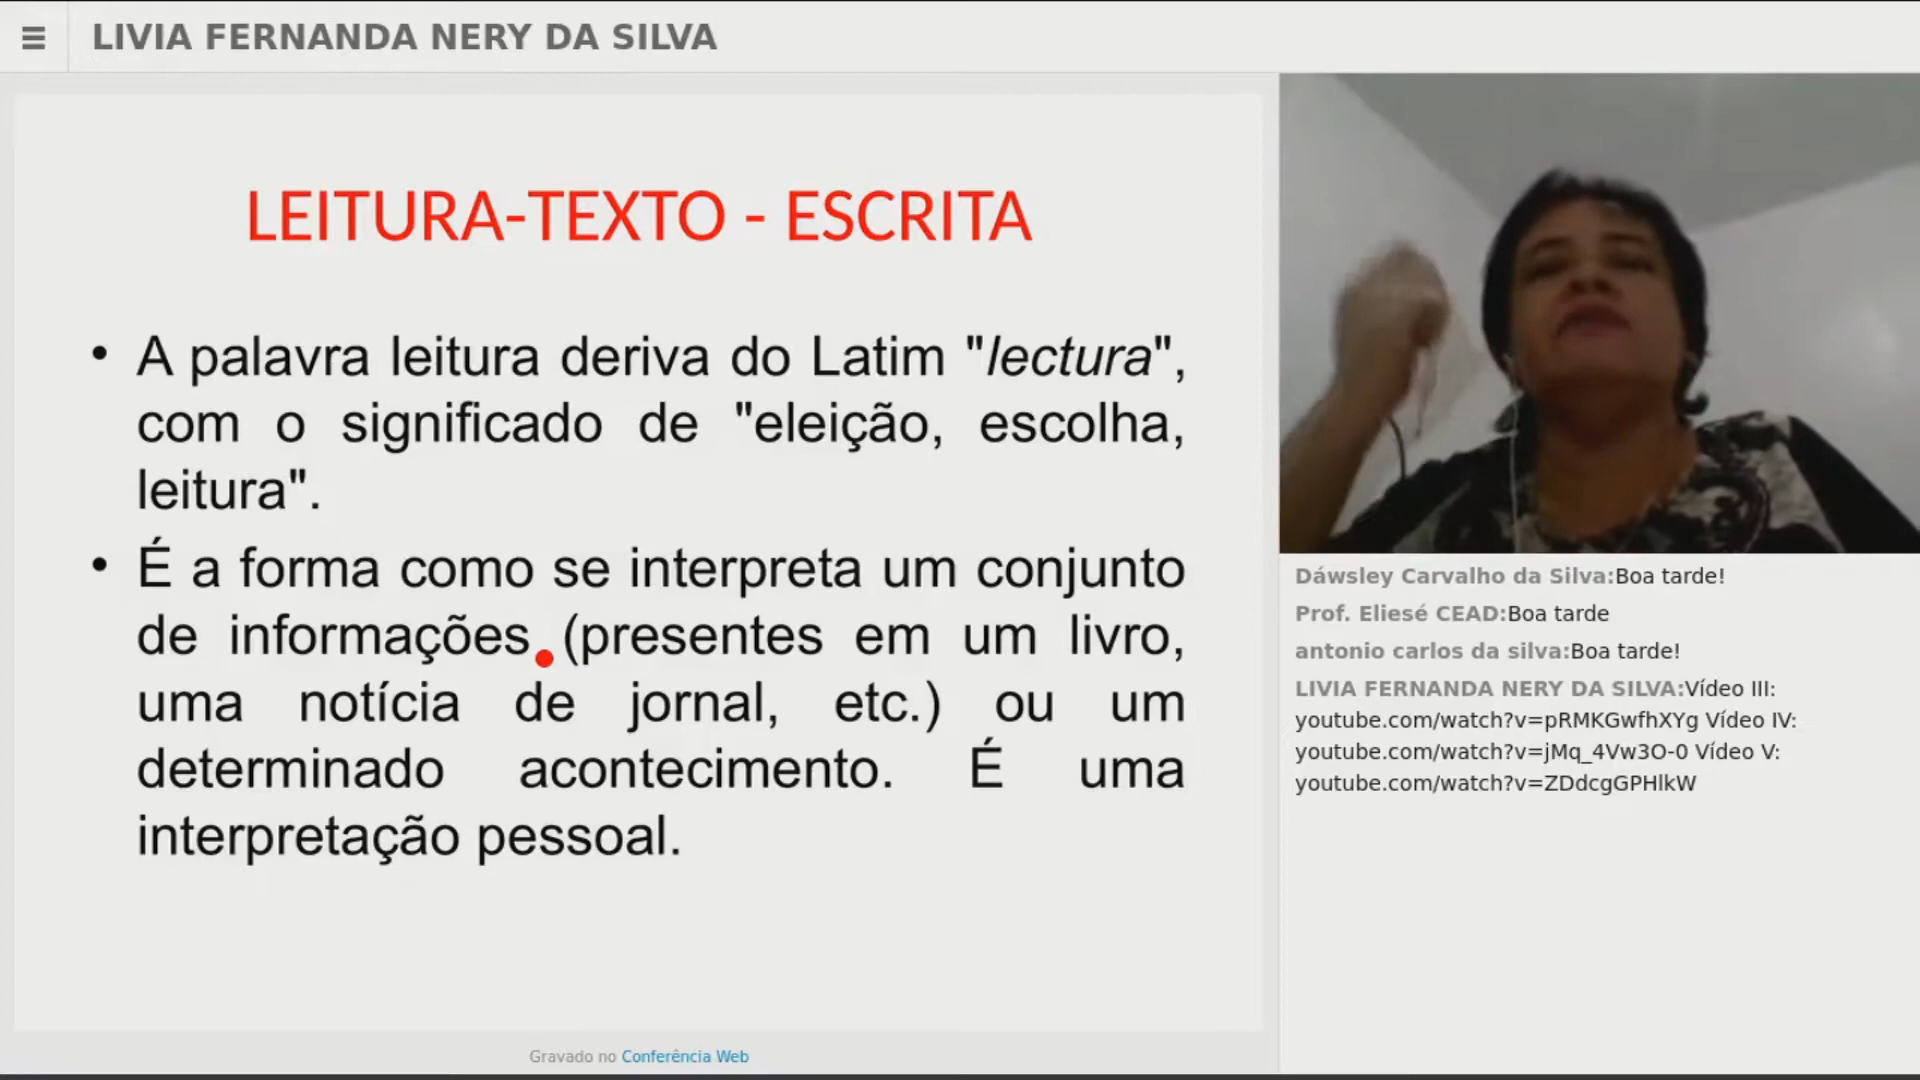 LIVIA FERNANDA NERY DA SILVA
LEITURA-TEXTO - ESCRITA
• A palavra leitura deriva do Latim "lectura",
com o significado de "eleição, escolha,
leitura".
• É a forma como se interpreta um conjunto
de informações (presentes em um livro,
uma notícia de jornal, etc.) ou um
determinado acontecimento. É uma
interpretação pessoal.
Dáwsley Carvalho da Silva:Boa tarde!
Prof. Eliesé CEAD:Boa tarde
antonio carlos da silva:Boa tarde!
LIVIA FERNANDA NERY DA SILVA:Vídeo III:
youtube.com/watch?v=pRMKGwfhXYg Vídeo IV:
youtube.com/watch?v=jMq_4Vw3O-0 Vídeo V:
youtube.com/watch?v=ZDdcgGPHlkW
Gravado no Conferência Web